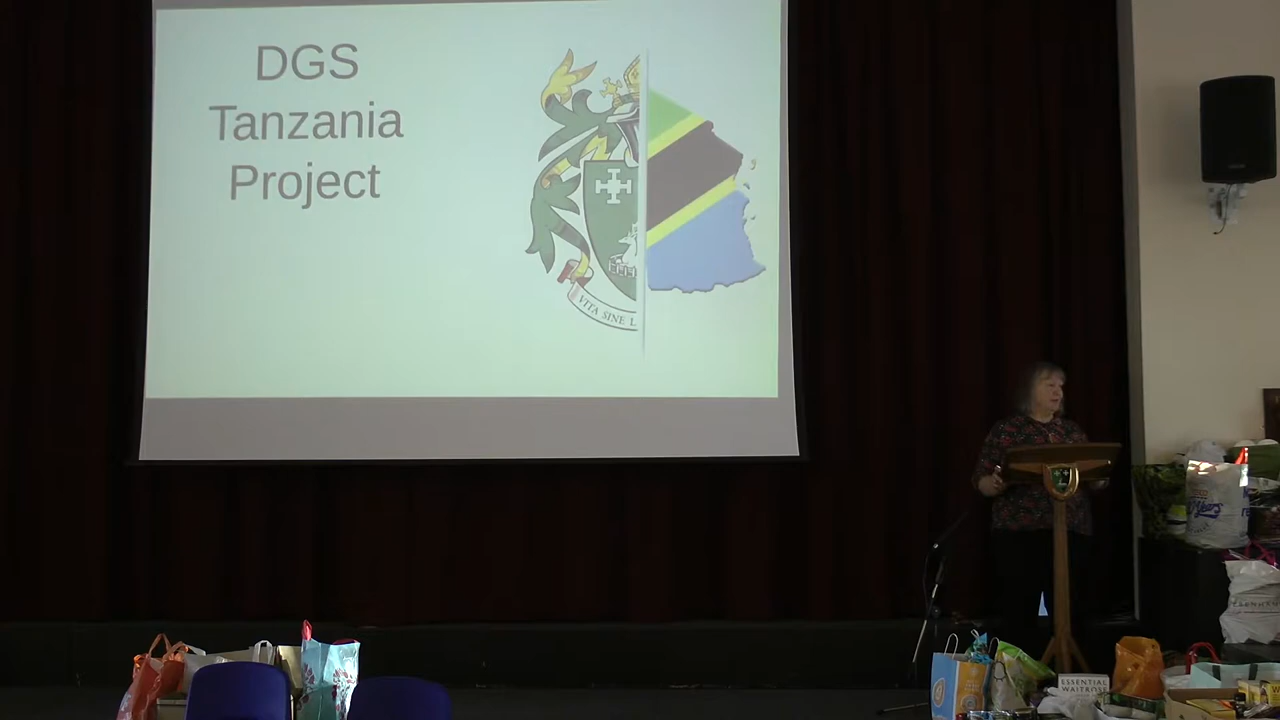 DGS
Tanzania
Project
VITA SINE L
ESSENTIAL
WAITROSE